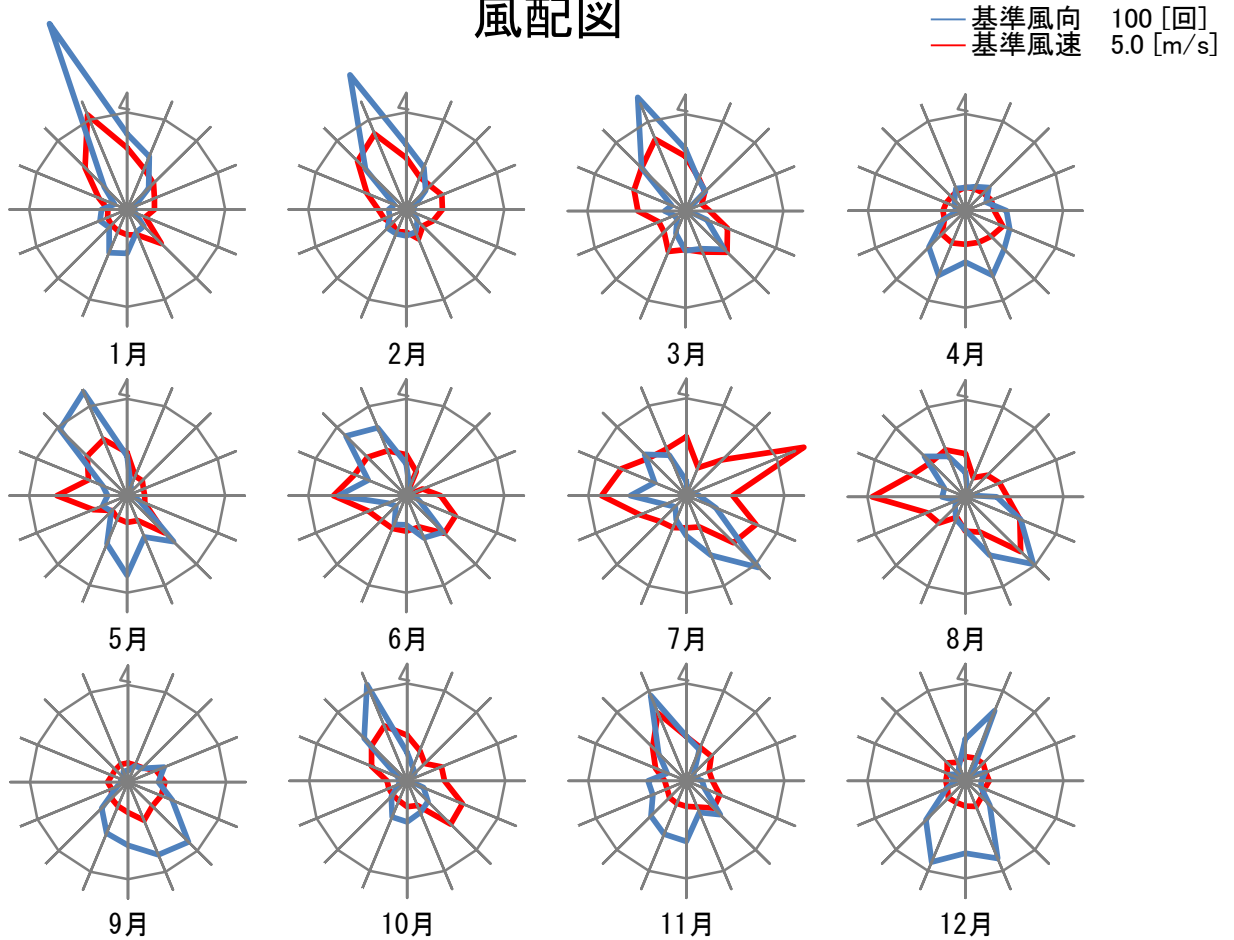 風配図
基準風向 100 [回]
基準風速 5.0 [m/s]
1月
2月
3月
4月
5月
6月
7月
8月
9月
10月
11月
12月